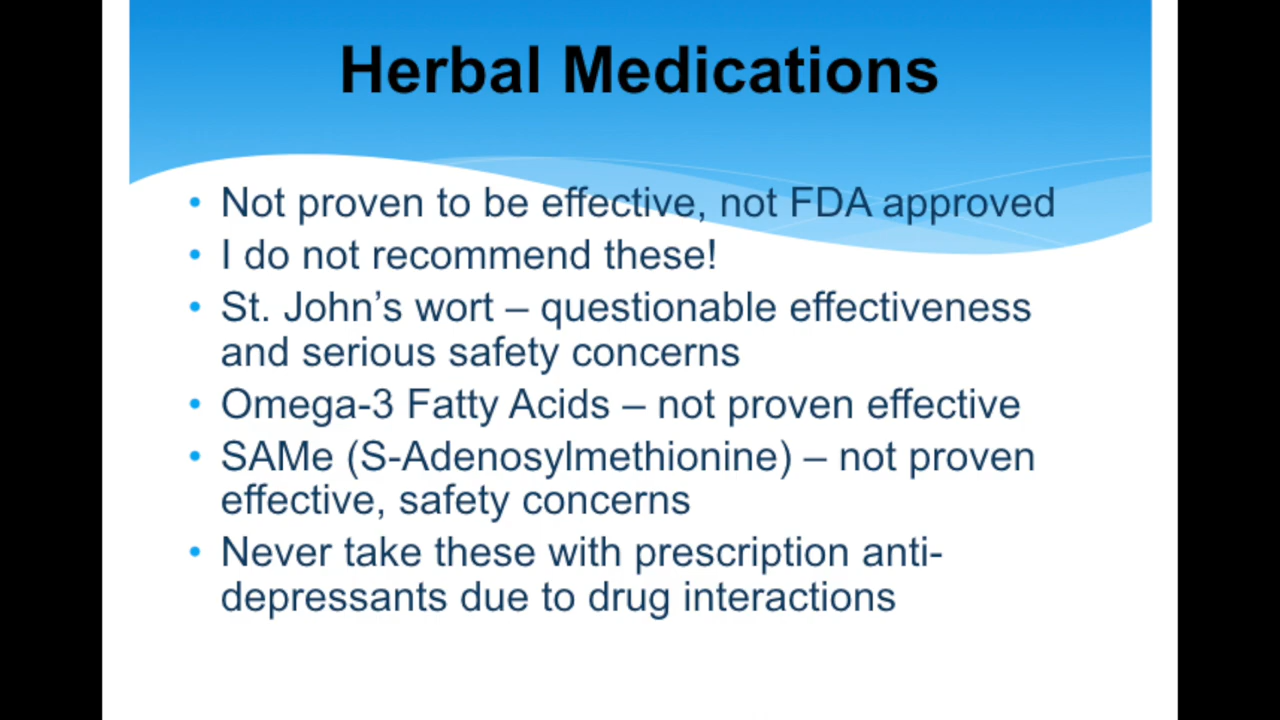 Herbal Medications
• Not proven to be effective, not FDA approved
• I do not recommend these!
• St. John’s wort – questionable effectiveness
and serious safety concerns
• Omega-3 Fatty Acids – not proven effective
• SAMe (S-Adenosylmethionine) – not proven
effective, safety concerns
• Never take these with prescription anti-
depressants due to drug interactions